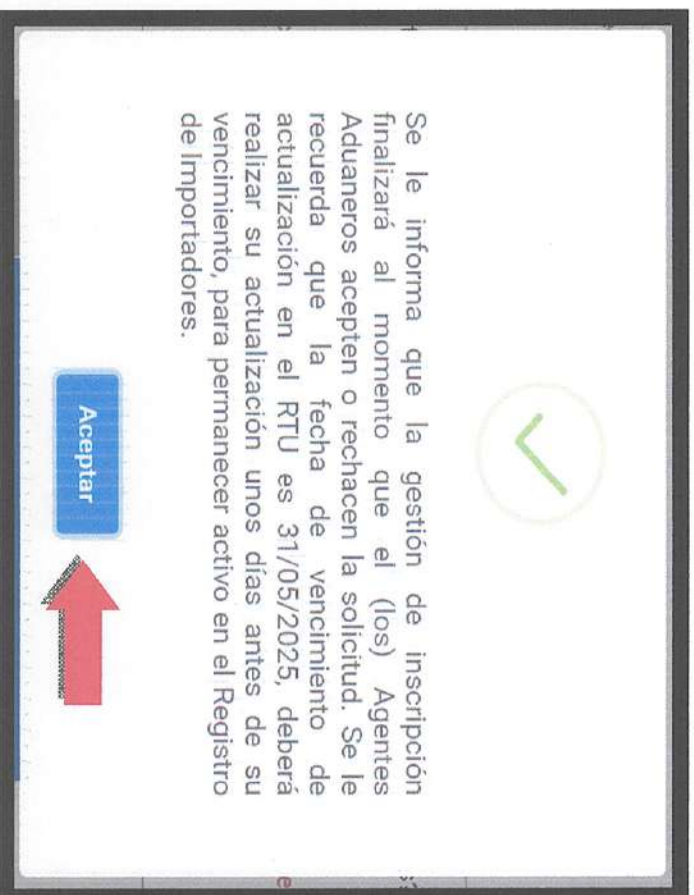 Se le informa que la gestión de inscripción
finalizará al momento que el (los) Agentes
Aduaneros acepten o rechacen la solicitud. Se le
recuerda que la fecha de vencimiento de
actualización en el RTU es 31/05/2025, deberá
realizar su actualización unos días antes de su
vencimiento, para permanecer activo en el Registro
de Importadores.
Aceptar